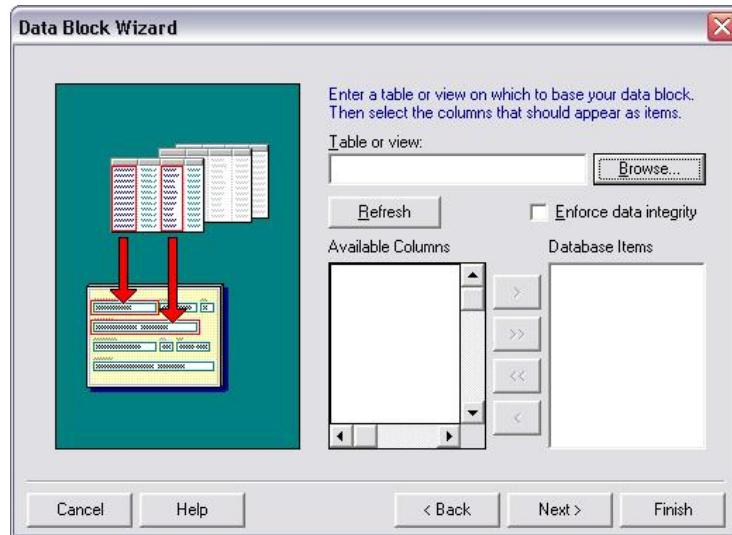 Data Block Wizard
Enter a table or view on which to base your data block.
Then select the columns that should appear as items.
Table or view:
Browse...
Refresh
Enforce data integrity
Available Columns
Database Items
>
>>
<<
<
Cancel
Help
< Back
Next >
Finish